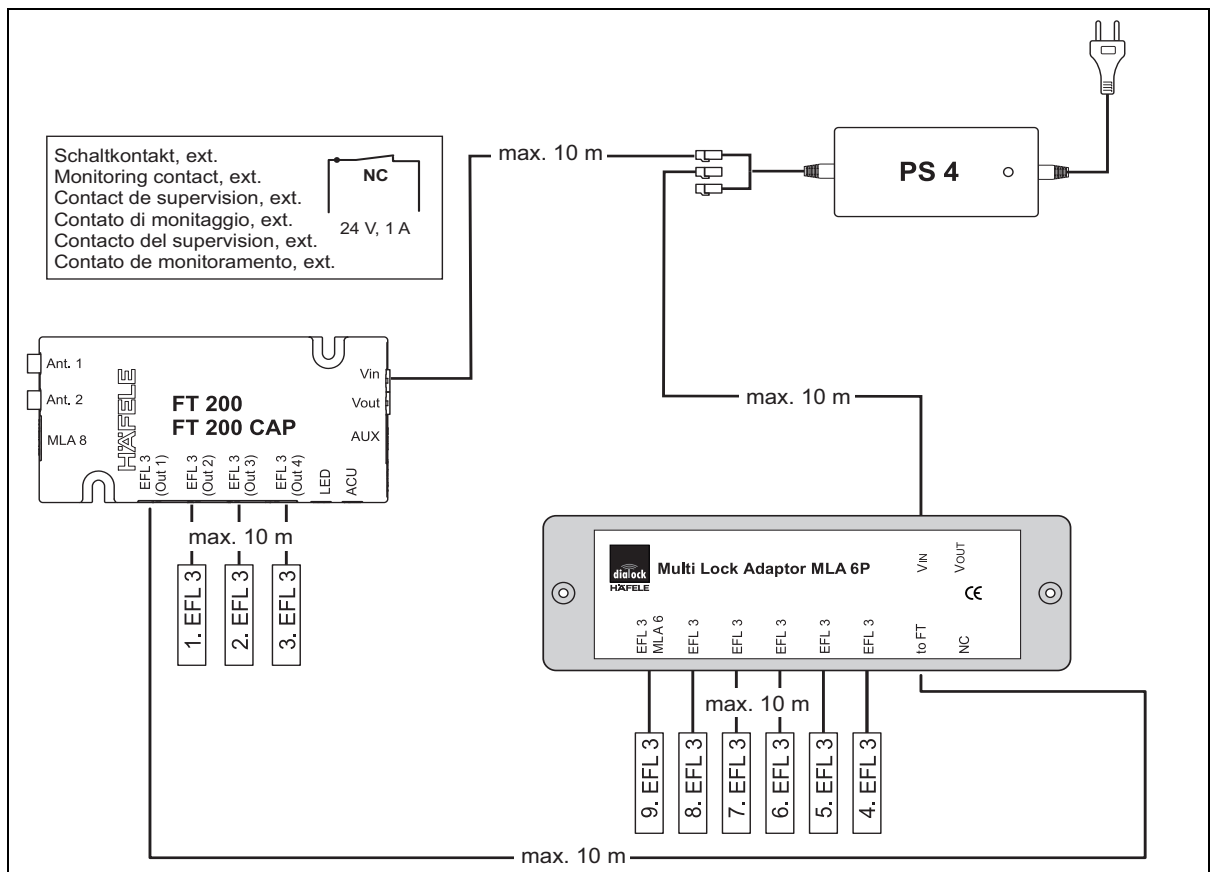 Schaltkontakt, ext.
Monitoring contact, ext.
Contact de supervision, ext.
Contato di monitaggio, ext.
Contacto del supervision, ext.
Contato de monitoramento, ext.
NC
24 V, 1 A
max. 10 m
PS 4
Ant. 1
Ant. 2
MLA 8
HÄFELE
FT 200
FT 200 CAP
Vin
Vout
AUX
EFL 3
(Out 1)
EFL 3
(Out 2)
EFL 3
(Out 3)
EFL 3
(Out 4)
LED
ACU
max. 10 m
1. EFL 3
2. EFL 3
3. EFL 3
max. 10 m
dialock
HÄFELE
Multi Lock Adaptor MLA 6P
VIN
VOUT
CE
EFL 3
MLA 6
EFL 3
EFL 3
EFL 3
EFL 3
EFL 3
to FT
NC
max. 10 m
9. EFL 3
8. EFL 3
7. EFL 3
6. EFL 3
5. EFL 3
4. EFL 3
max. 10 m